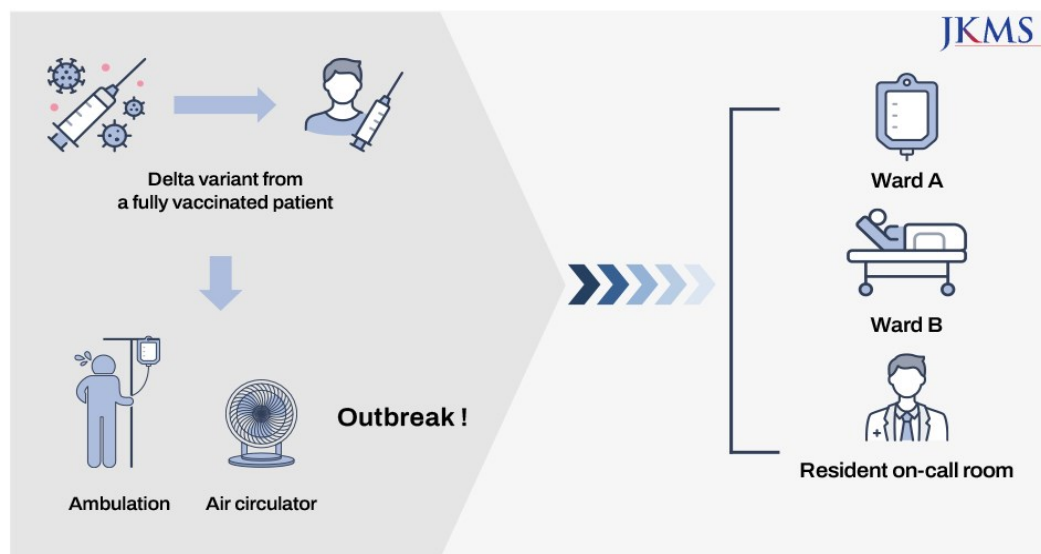 JKMS
Delta variant from
a fully vaccinated patient
Outbreak !
Ambulation
Air circulator
Ward A
Ward B
Resident on-call room